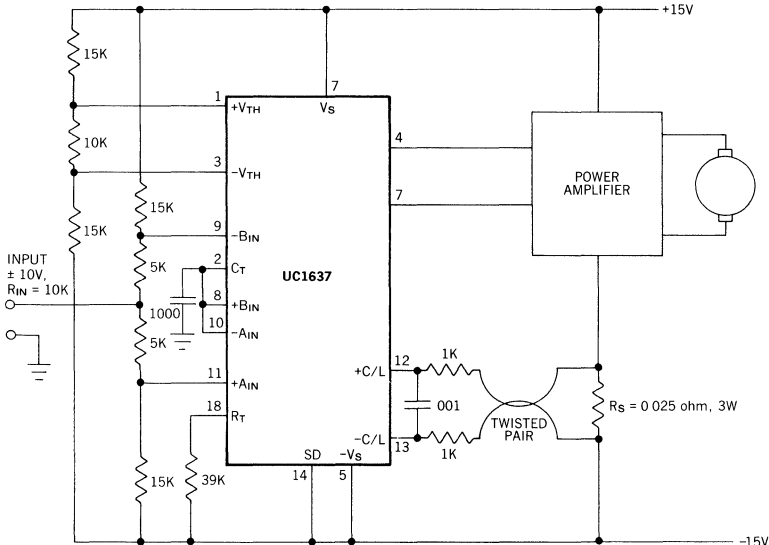 +15V
15K
7
1
+VTH
VS
4
10K
3
-VTH
POWER
AMPLIFIER
7
15K
9
-BIN
15K
INPUT
± 10V,
RIN = 10K
5K
2
CT
UC1637
8
+BIN
1000
10
-AIN
5K
12
1K
+C/L
11
+AIN
001
RS = 0 025 ohm, 3W
18
RT
TWISTED
PAIR
-C/L
13
1K
SD
-VS
15K
39K
14
5
-15V